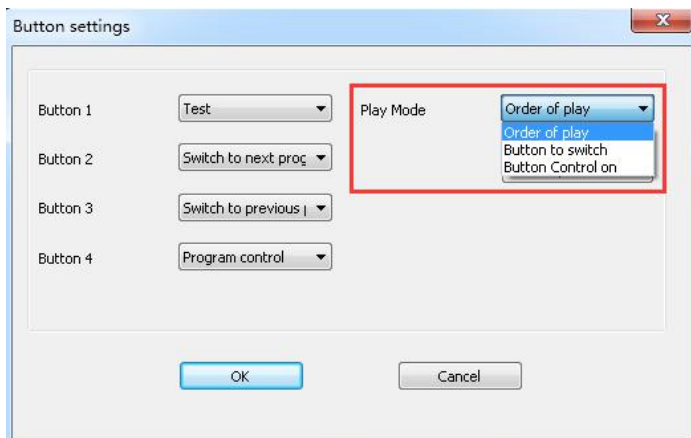 Button settings
Button 1
Test
Play Mode
Order of play
Order of play
Button to switch
Button Control on
Button 2
Switch to next prog
Button 3
Switch to previous
Button 4
Program control
OK
Cancel